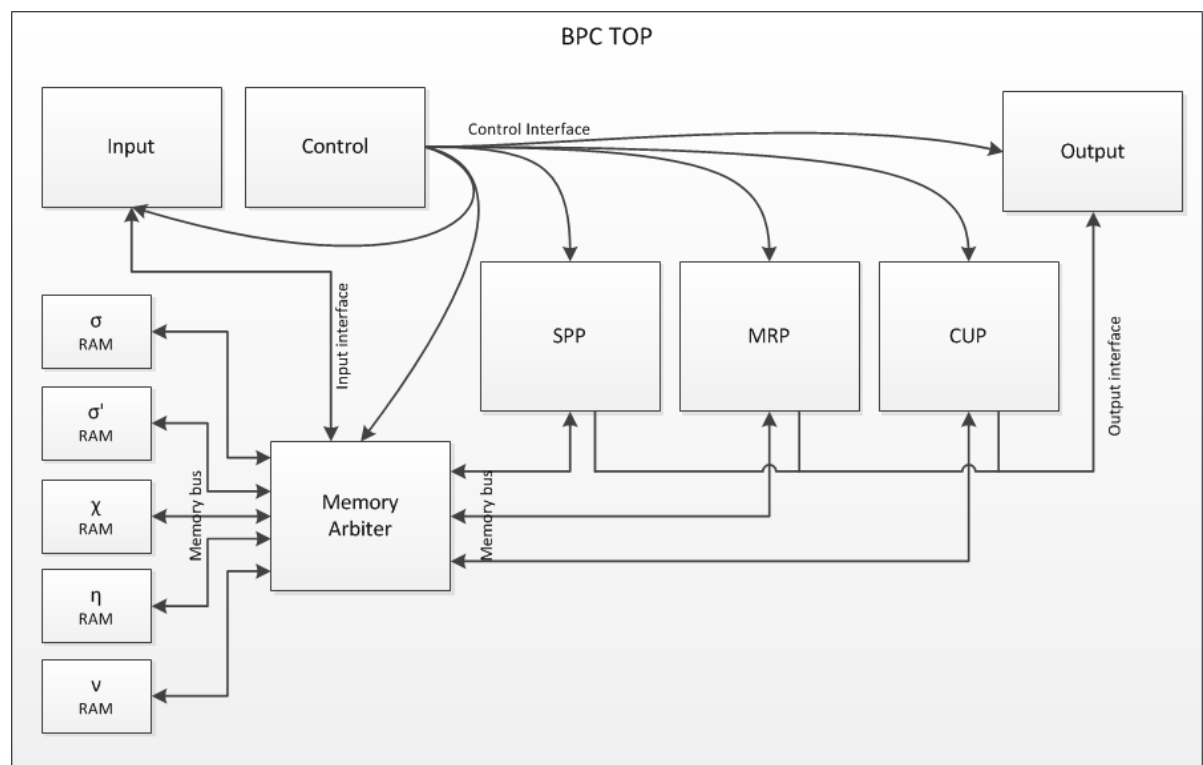 BPC TOP
Input
Control
Control Interface
Output
SPP
MRP
CUP
Input interface
Output interface
σ
RAM
σ'
RAM
χ
RAM
η
RAM
ν
RAM
Memory bus
Memory
Arbiter
Memory bus